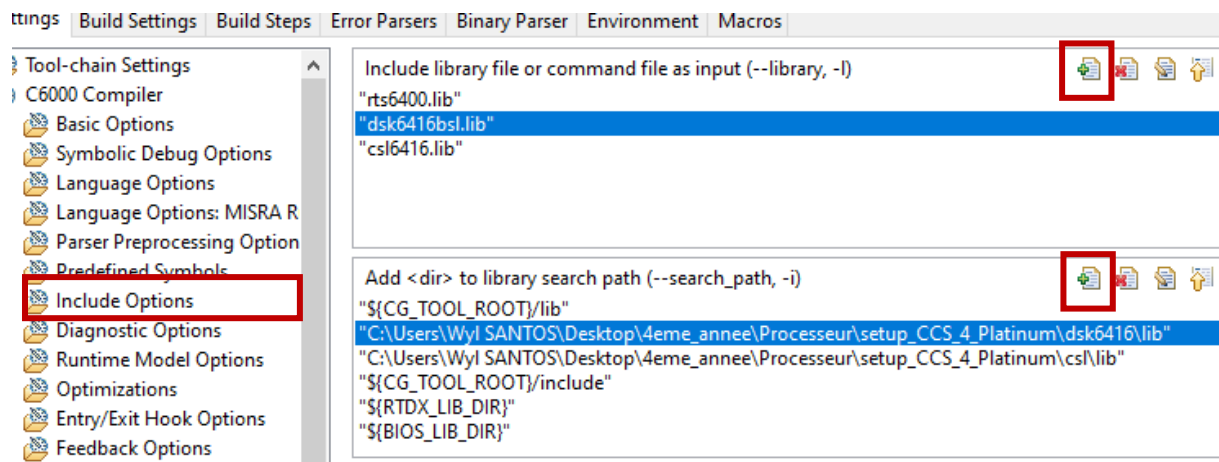 ttings Build Settings Build Steps Error Parsers Binary Parser Environment Macros
Tool-chain Settings
C6000 Compiler
Basic Options
Symbolic Debug Options
Language Options
Language Options: MISRA R
Parser Preprocessing Option
Predefined Symbols
Include Options
Diagnostic Options
Runtime Model Options
Optimizations
Entry/Exit Hook Options
Feedback Options
Include library file or command file as input (--library, -l)
"rts6400.lib"
"dsk6416bsl.lib"
"csl6416.lib"
Add <dir> to library search path (--search_path, -i)
"${CG_TOOL_ROOT}/lib"
"C:\Users\Wyl SANTOS\Desktop\4eme_annee\Processeur\setup_CCS_4_Platinum\dsk6416\lib"
"C:\Users\Wyl SANTOS\Desktop\4eme_annee\Processeur\setup_CCS_4_Platinum\csl\lib"
"${CG_TOOL_ROOT}/include"
"${RTDX_LIB_DIR}"
"${BIOS_LIB_DIR}"